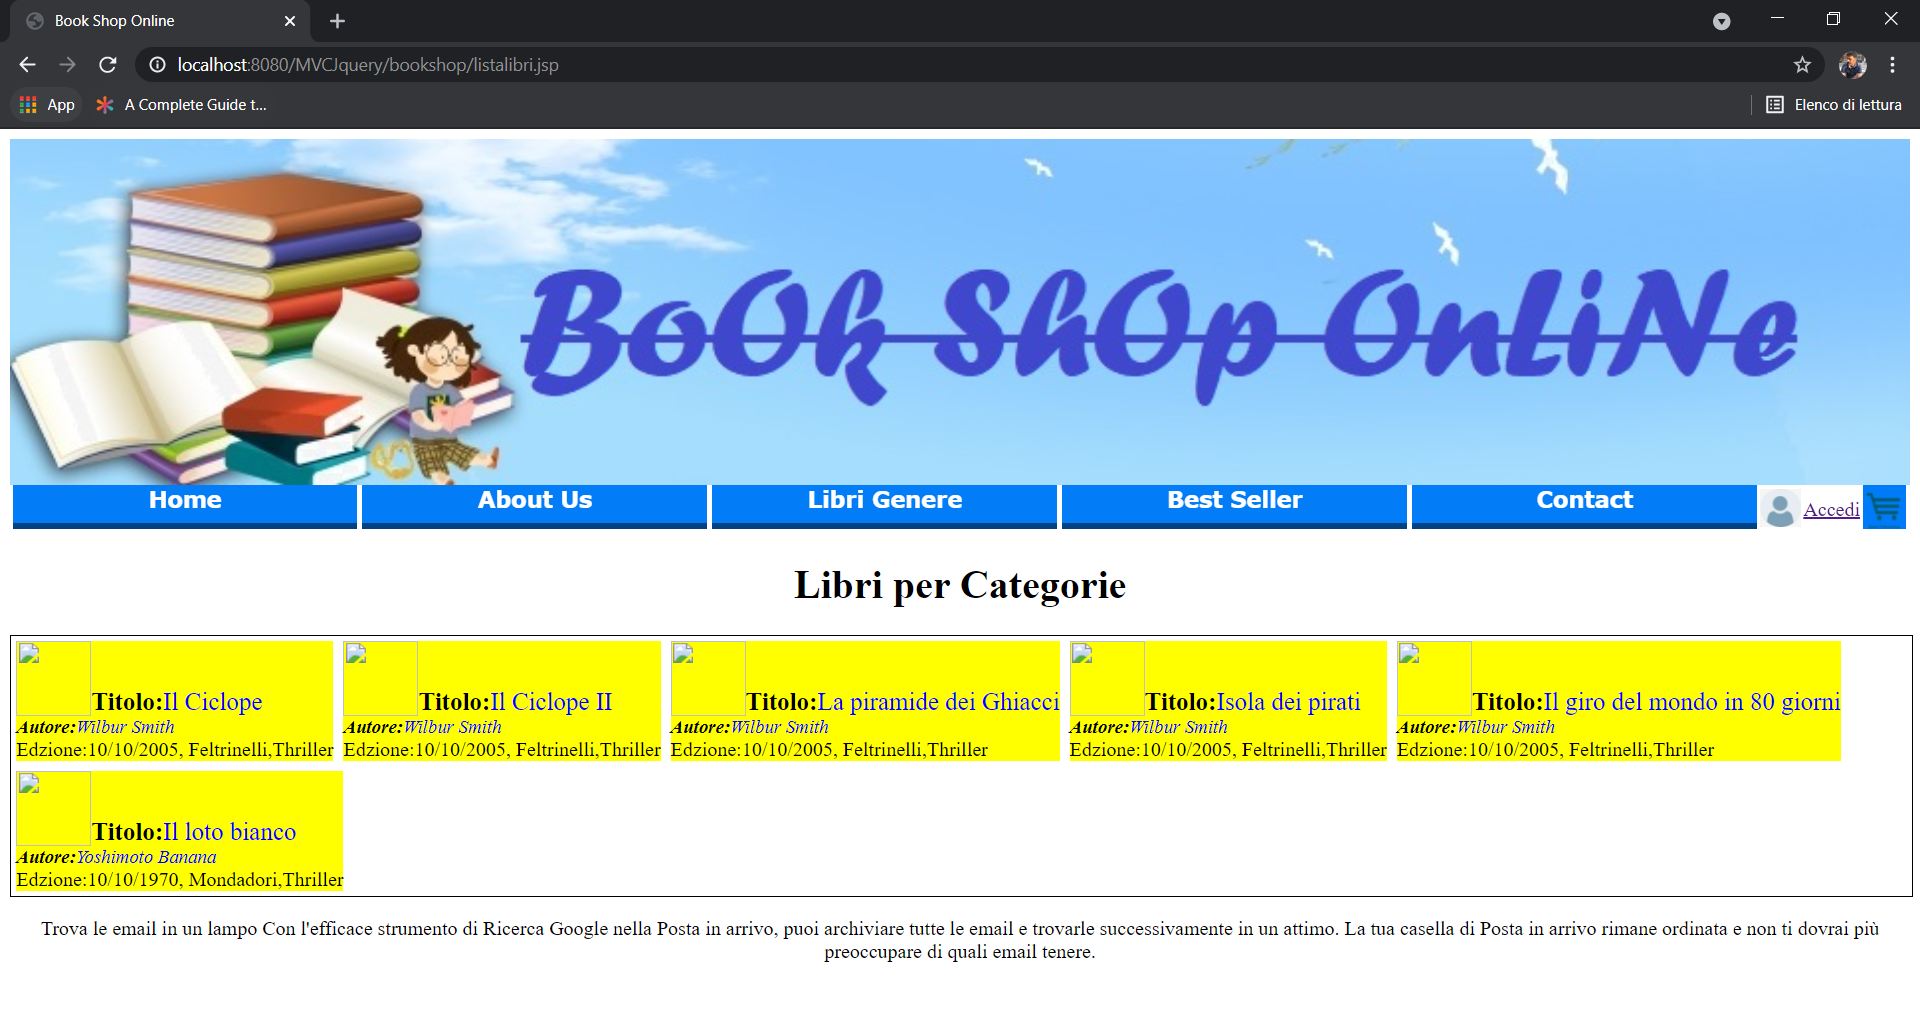 Book Shop Online
localhost:8080/MVCJquery/bookshop/listalibri.jsp
App A Complete Guide t... Elenco di lettura
BoOk ShOp OnLiNe
Home About Us Libri Genere Best Seller Contact Accedi
Libri per Categorie
Titolo:Il Ciclope
Autore:Wilbur Smith
Edzione:10/10/2005, Feltrinelli,Thriller
Titolo:Il Ciclope II
Autore:Wilbur Smith
Edzione:10/10/2005, Feltrinelli,Thriller
Titolo:La piramide dei Ghiacci
Autore:Wilbur Smith
Edzione:10/10/2005, Feltrinelli,Thriller
Titolo:Isola dei pirati
Autore:Wilbur Smith
Edzione:10/10/2005, Feltrinelli,Thriller
Titolo:Il giro del mondo in 80 giorni
Autore:Wilbur Smith
Edzione:10/10/2005, Feltrinelli,Thriller
Titolo:Il loto bianco
Autore:Yoshimoto Banana
Edzione:10/10/1970, Mondadori,Thriller
Trova le email in un lampo Con l'efficace strumento di Ricerca Google nella Posta in arrivo, puoi archiviare tutte le email e trovarle successivamente in un attimo. La tua casella di Posta in arrivo rimane ordinata e non ti dovrai più
preoccupare di quali email tenere.